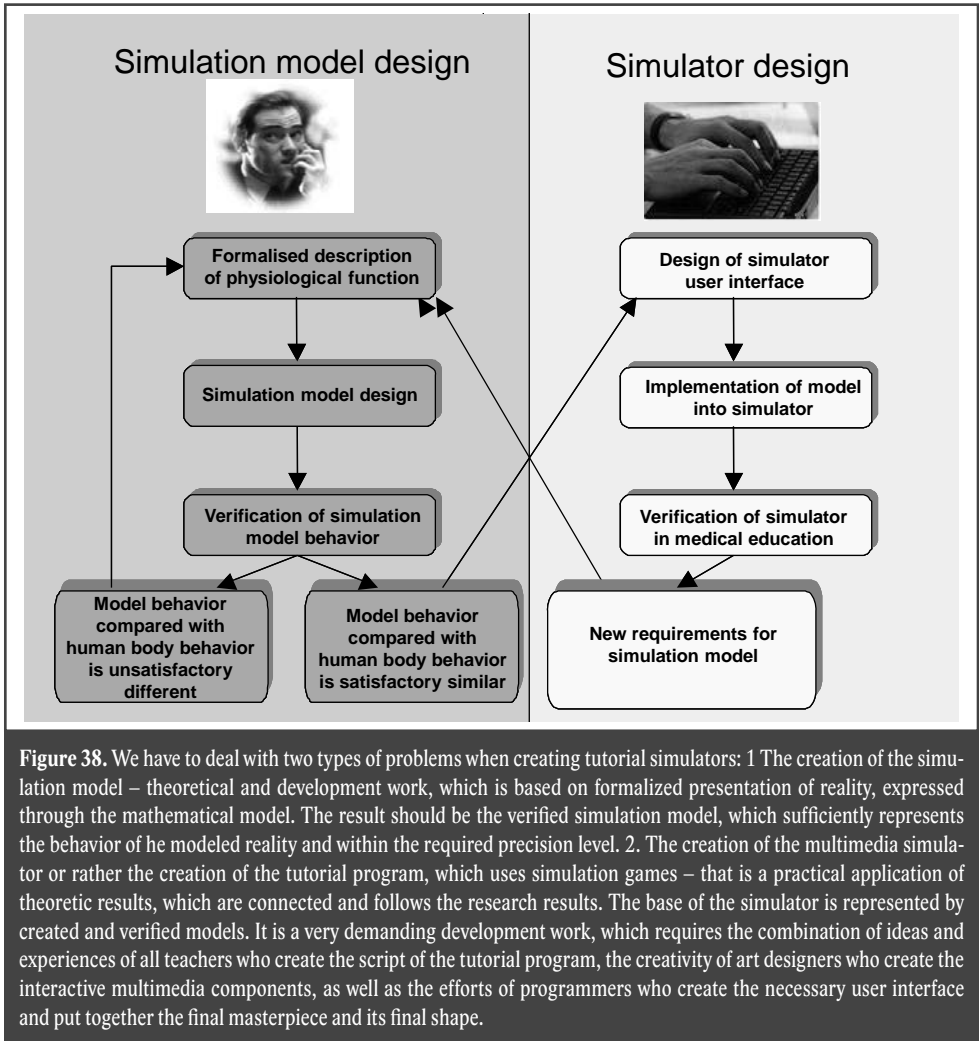 Simulation model design
Simulator design
Formalised description
of physiological function
Simulation model design
Verification of simulation
model behavior
Model behavior
compared with
human body behavior
is unsatisfactory
different
Model behavior
compared with
human body behavior
is satisfactory similar
Design of simulator
user interface
Implementation of model
into simulator
Verification of simulator
in medical education
New requirements for
simulation model
Figure 38. We have to deal with two types of problems when creating tutorial simulators: 1 The creation of the simu-
lation model – theoretical and development work, which is based on formalized presentation of reality, expressed
through the mathematical model. The result should be the verified simulation model, which sufficiently represents
the behavior of he modeled reality and within the required precision level. 2. The creation of the multimedia simula-
tor or rather the creation of the tutorial program, which uses simulation games – that is a practical application of
theoretic results, which are connected and follows the research results. The base of the simulator is represented by
created and verified models. It is a very demanding development work, which requires the combination of ideas and
experiences of all teachers who create the script of the tutorial program, the creativity of art designers who create the
interactive multimedia components, as well as the efforts of programmers who create the necessary user interface
and put together the final masterpiece and its final shape.